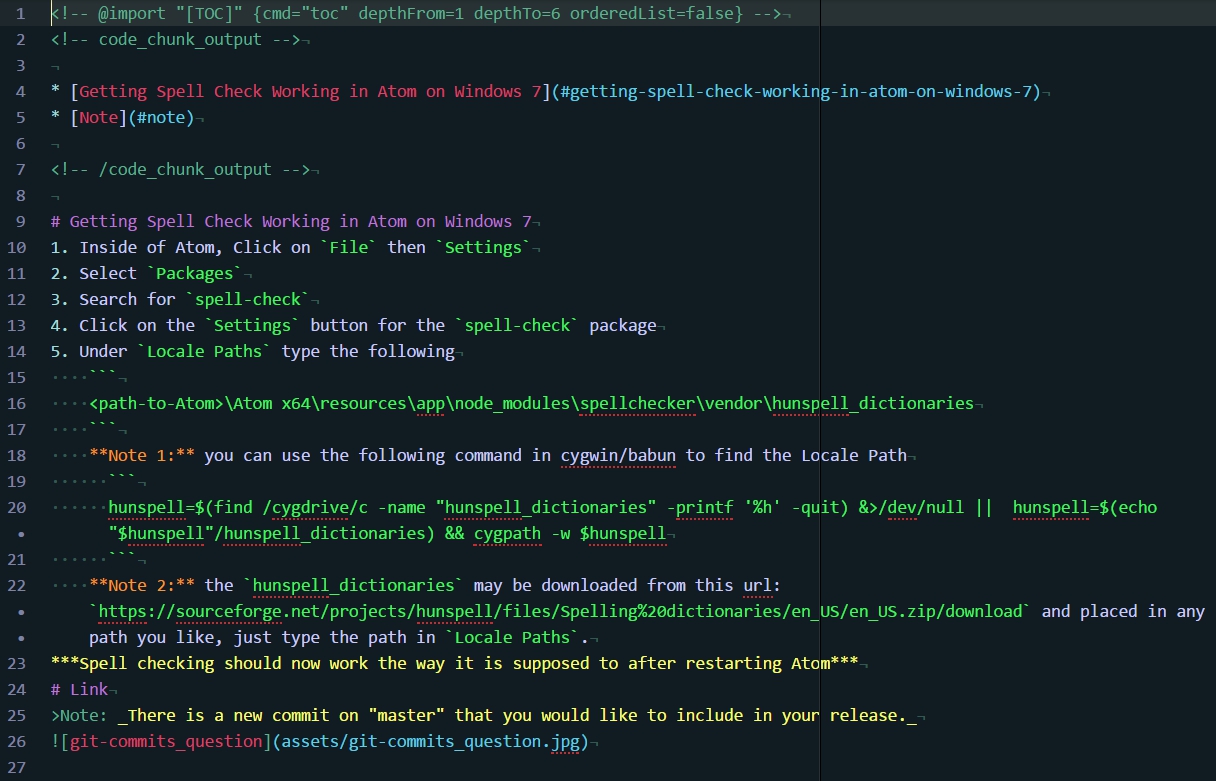 1 <!-- @import "[TOC]" {cmd="toc" depthFrom=1 depthTo=6 orderedList=false} -->¬
2 <!-- code_chunk_output -->¬
3 ¬
4 * [Getting Spell Check Working in Atom on Windows 7](#getting-spell-check-working-in-atom-on-windows-7)¬
5 * [Note](#note)¬
6 ¬
7 <!-- /code_chunk_output -->¬
8 ¬
9 # Getting Spell Check Working in Atom on Windows 7¬
10 1. Inside of Atom, Click on `File` then `Settings`¬
11 2. Select `Packages`¬
12 3. Search for `spell-check`¬
13 4. Click on the `Settings` button for the `spell-check` package¬
14 5. Under `Locale Paths` type the following¬
15 ····```¬
16 ····<path-to-Atom>\Atom x64\resources\app\node_modules\spellchecker\vendor\hunspell_dictionaries¬
17 ····```¬
18 ····**Note 1:** you can use the following command in cygwin/babun to find the Locale Path¬
19 ······```¬
20 ······hunspell=$(find /cygdrive/c -name "hunspell_dictionaries" -printf '%h' -quit) &>/dev/null ||  hunspell=$(echo
• "$hunspell"/hunspell_dictionaries) && cygpath -w $hunspell¬
21 ······```¬
22 ····**Note 2:** the `hunspell_dictionaries` may be downloaded from this url:
• `https://sourceforge.net/projects/hunspell/files/Spelling%20dictionaries/en_US/en_US.zip/download` and placed in any
• path you like, just type the path in `Locale Paths`.¬
23 ***Spell checking should now work the way it is supposed to after restarting Atom***¬
24 # Link¬
25 >Note: _There is a new commit on "master" that you would like to include in your release._¬
26 ![git-commits_question](assets/git-commits_question.jpg)¬
27